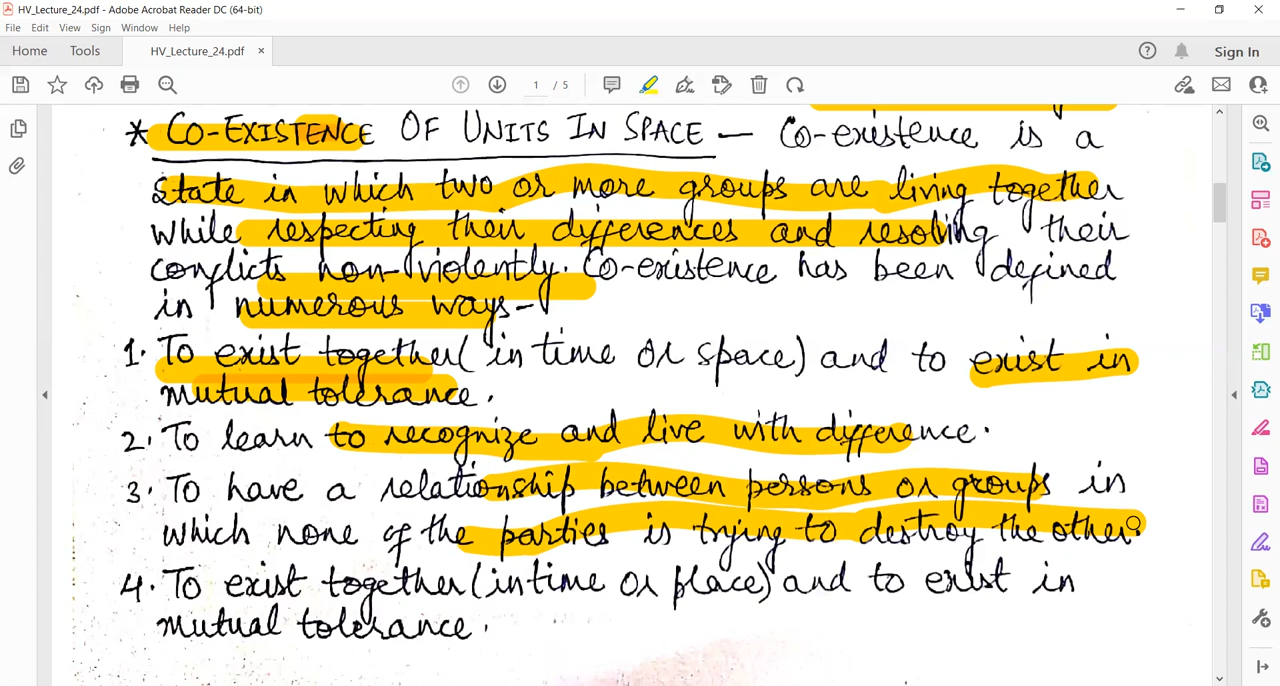 HV_Lecture_24.pdf - Adobe Acrobat Reader DC (64-bit)
File Edit View Sign Window Help
Home Tools HV_Lecture_24.pdf × Sign In
1 / 5
* CO-EXISTENCE OF UNITS IN SPACE — Co-existence is a
state in which two or more groups are living together
while respecting their differences and resolving their
conflicts non-violently. Co-existence has been defined
in numerous ways-
1. To exist together (in time or space) and to exist in
mutual tolerance.
2. To learn to recognize and live with difference.
3. To have a relationship between persons or groups in
which none of the parties is trying to destroy the other.
4. To exist together (in time or place) and to exist in
mutual tolerance.